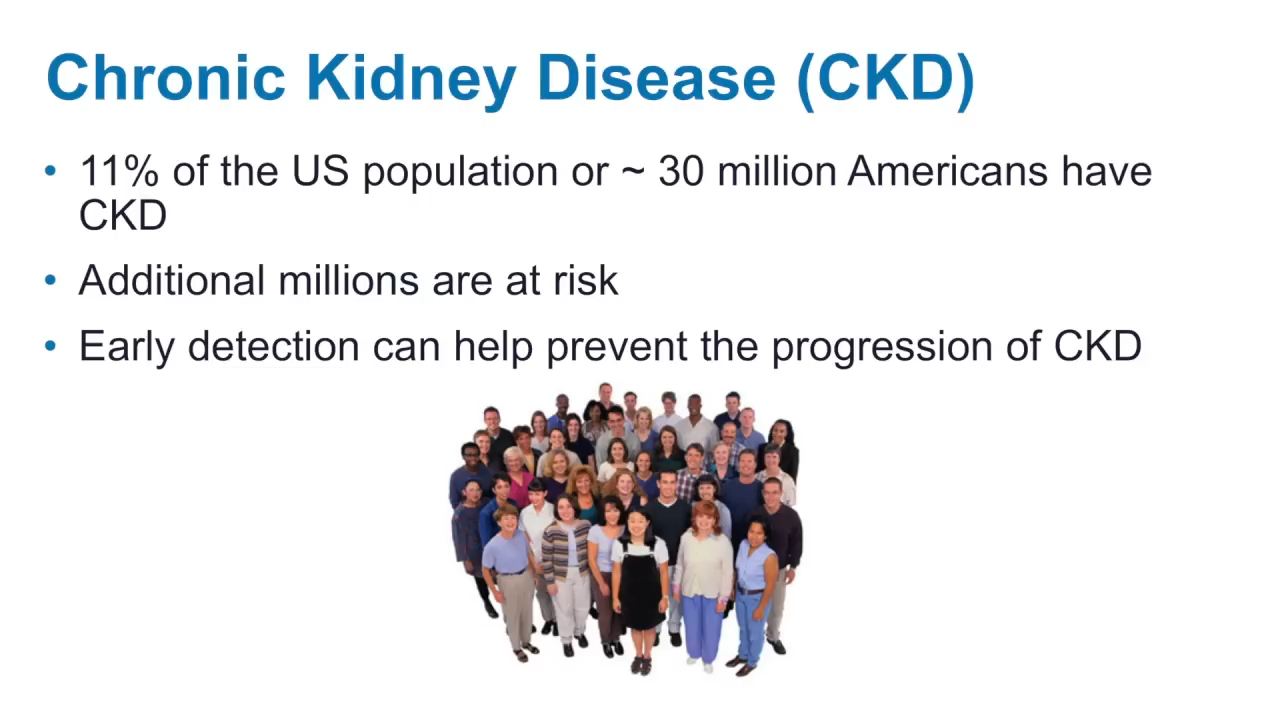 Chronic Kidney Disease (CKD)
• 11% of the US population or ~ 30 million Americans have
CKD
• Additional millions are at risk
• Early detection can help prevent the progression of CKD